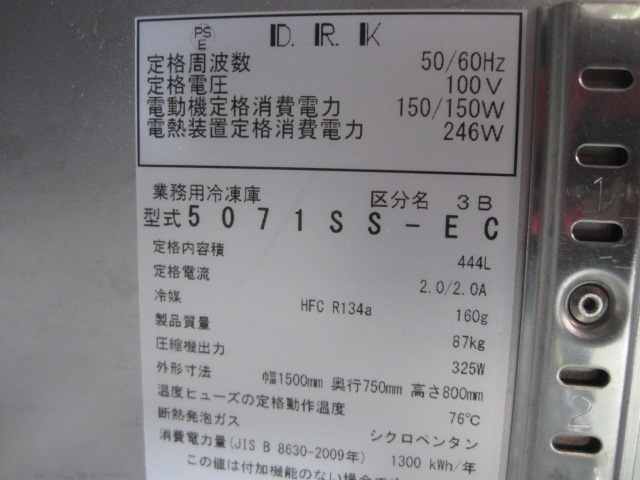 PS
E
D.R.K
定格周波数 50/60Hz
定格電圧 100V
電動機定格消費電力 150/150W
電熱装置定格消費電力 246W
業務用冷凍庫 区分名 3B
型式 5071SS-EC
定格内容積 444L
定格電流 2.0/2.0A
冷媒 HFC R134a 160g
製品質量 87kg
圧縮機出力 325W
外形寸法 幅1500mm 奥行750mm 高さ800mm
温度ヒューズの定格動作温度 76℃
断熱発泡ガス シクロペンタン
消費電力量(JIS B 8630-2009年) 1300 kWh/年
この値は付加機能のない場合
1
2